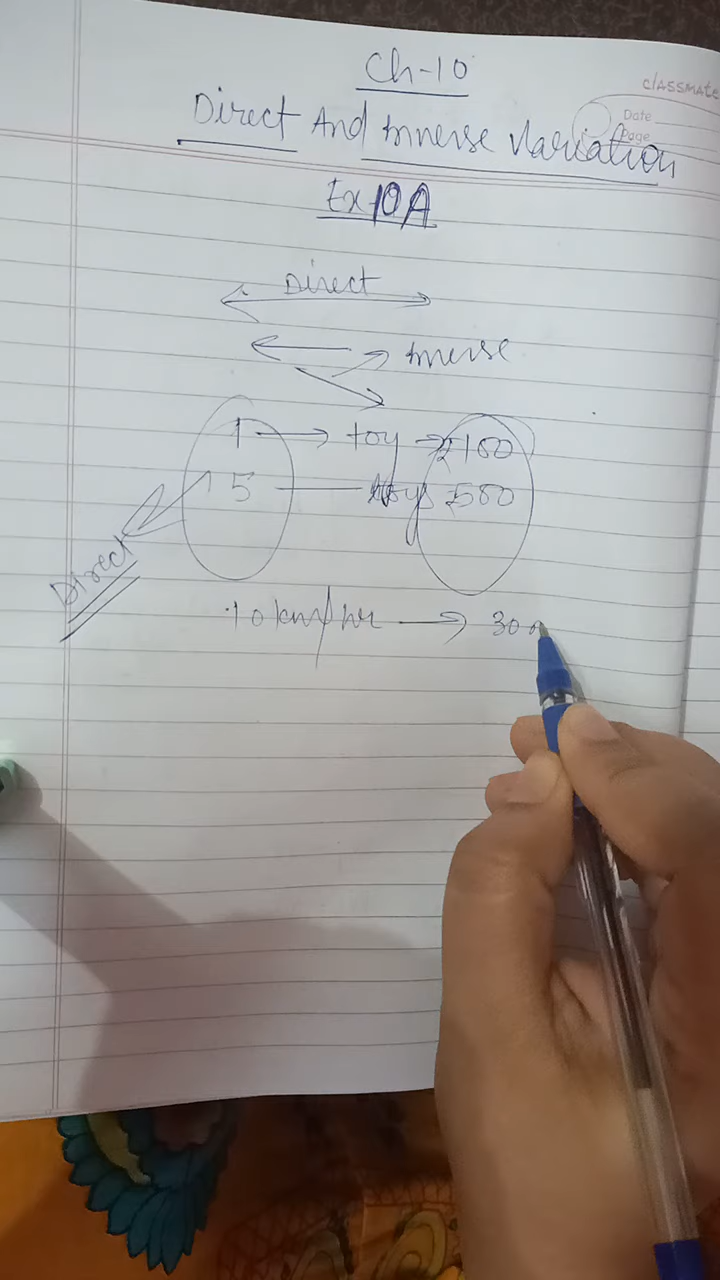 Ch-10
classmate
Date
Page
Direct And Inverse Variation
Ex 10A
Direct
Inverse
1 → toy → ₹100
5 — toys ₹500
Direct
10 km/hr → 30 m